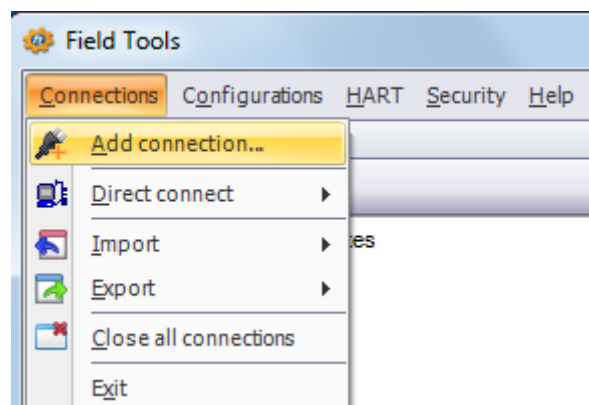 Field Tools
Connections Configurations HART Security Help
Add connection...
Direct connect
Import
Export
Close all connections
Exit